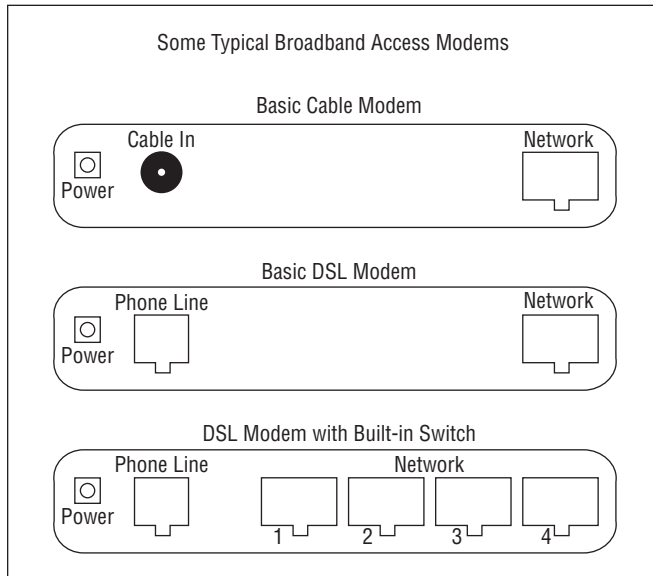 Some Typical Broadband Access Modems
Basic Cable Modem
Cable In
Network
Power
Basic DSL Modem
Phone Line
Network
Power
DSL Modem with Built-in Switch
Phone Line
Network
Power
1 2 3 4